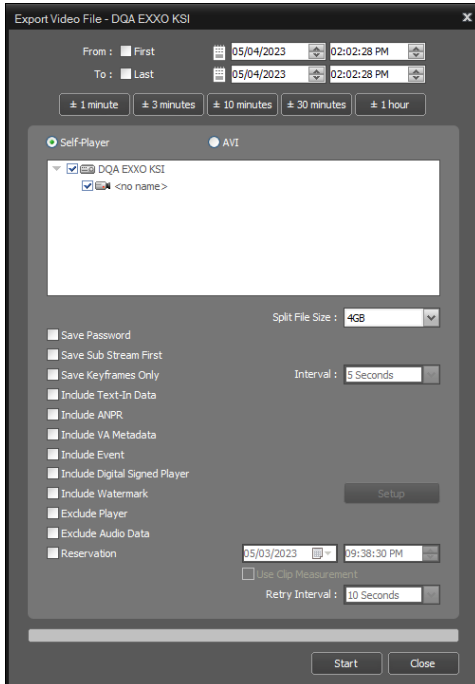 Export Video File - DQA EXXO KSI X
From : First 05/04/2023 02:02:28 PM
To : Last 05/04/2023 02:02:28 PM
± 1 minute ± 3 minutes ± 10 minutes ± 30 minutes ± 1 hour
Self-Player AVI
DQA EXXO KSI
<no name>
Split File Size : 4GB
Save Password
Save Sub Stream First
Save Keyframes Only Interval : 5 Seconds
Include Text-In Data
Include ANPR
Include VA Metadata
Include Event
Include Digital Signed Player
Include Watermark Setup
Exclude Player
Exclude Audio Data
Reservation 05/03/2023 09:38:30 PM
Use Clip Measurement
Retry Interval : 10 Seconds
Start Close